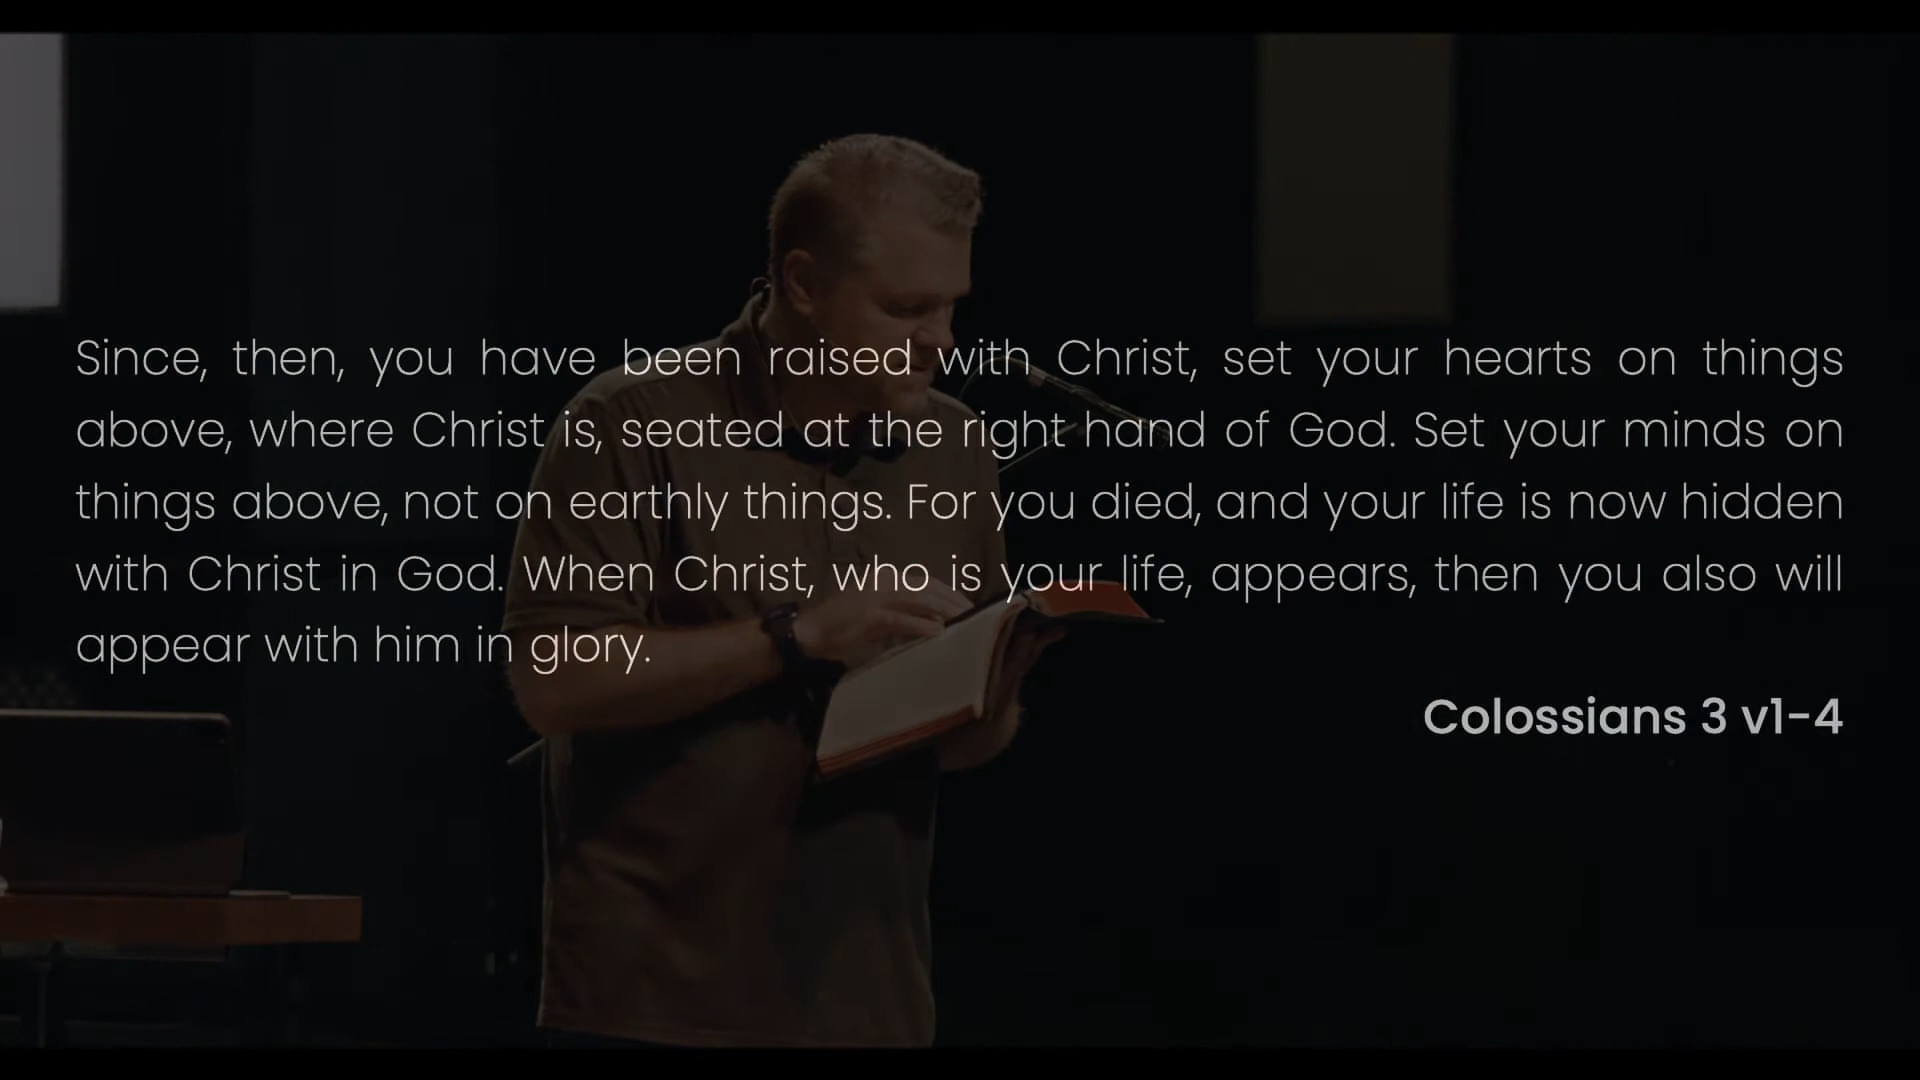 Since, then, you have been raised with Christ, set your hearts on things
above, where Christ is, seated at the right hand of God. Set your minds on
things above, not on earthly things. For you died, and your life is now hidden
with Christ in God. When Christ, who is your life, appears, then you also will
appear with him in glory.
Colossians 3 v1-4